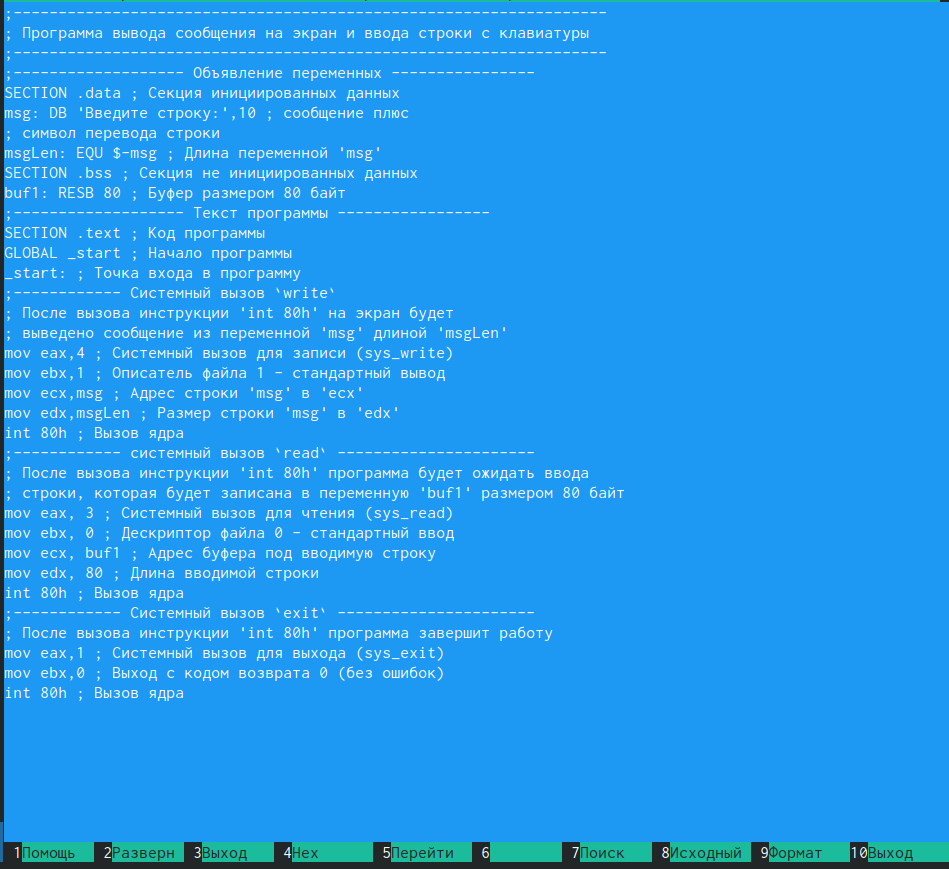 ;------------------------------------------------------------------
; Программа вывода сообщения на экран и ввода строки с клавиатуры
;------------------------------------------------------------------
;------------------- Объявление переменных ----------------
SECTION .data ; Секция инициированных данных
msg: DB 'Введите строку:',10 ; сообщение плюс
; символ перевода строки
msgLen: EQU $-msg ; Длина переменной 'msg'
SECTION .bss ; Секция не инициированных данных
buf1: RESB 80 ; Буфер размером 80 байт
;------------------- Текст программы -----------------
SECTION .text ; Код программы
GLOBAL _start ; Начало программы
_start: ; Точка входа в программу
;------------ Системный вызов `write`
; После вызова инструкции 'int 80h' на экран будет
; выведено сообщение из переменной 'msg' длиной 'msgLen'
mov eax,4 ; Системный вызов для записи (sys_write)
mov ebx,1 ; Описатель файла 1 - стандартный вывод
mov ecx,msg ; Адрес строки 'msg' в 'ecx'
mov edx,msgLen ; Размер строки 'msg' в 'edx'
int 80h ; Вызов ядра
;------------ системный вызов `read` ----------------------
; После вызова инструкции 'int 80h' программа будет ожидать ввода
; строки, которая будет записана в переменную 'buf1' размером 80 байт
mov eax, 3 ; Системный вызов для чтения (sys_read)
mov ebx, 0 ; Дескриптор файла 0 - стандартный ввод
mov ecx, buf1 ; Адрес буфера под вводимую строку
mov edx, 80 ; Длина вводимой строки
int 80h ; Вызов ядра
;------------ Системный вызов `exit` ----------------------
; После вызова инструкции 'int 80h' программа завершит работу
mov eax,1 ; Системный вызов для выхода (sys_exit)
mov ebx,0 ; Выход с кодом возврата 0 (без ошибок)
int 80h ; Вызов ядра
1Помощь 2Разверн 3Выход 4Hex 5Перейти 6 7Поиск 8Исходный 9Формат 10Выход